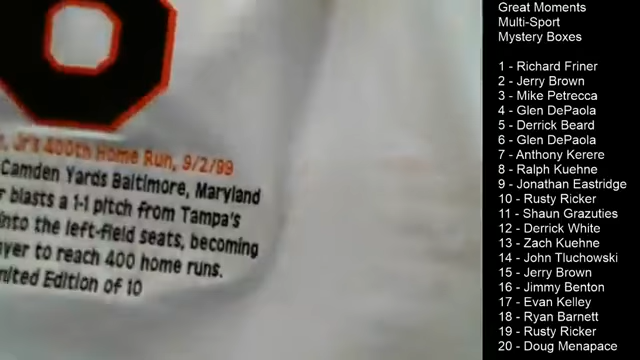 , Jr's 400th Home Run, 9/2/99
Camden Yards Baltimore, Maryland
blasts a 1-1 pitch from Tampa's
into the left-field seats, becoming
to reach 400 home runs.
Edition of 10
Great Moments
Multi-Sport
Mystery Boxes
1 - Richard Friner
2 - Jerry Brown
3 - Mike Petrecca
4 - Glen DePaola
5 - Derrick Beard
6 - Glen DePaola
7 - Anthony Kerere
8 - Ralph Kuehne
9 - Jonathan Eastridge
10 - Rusty Ricker
11 - Shaun Grazuties
12 - Derrick White
13 - Zach Kuehne
14 - John Tluchowski
15 - Jerry Brown
16 - Jimmy Benton
17 - Evan Kelley
18 - Ryan Barnett
19 - Rusty Ricker
20 - Doug Menapace